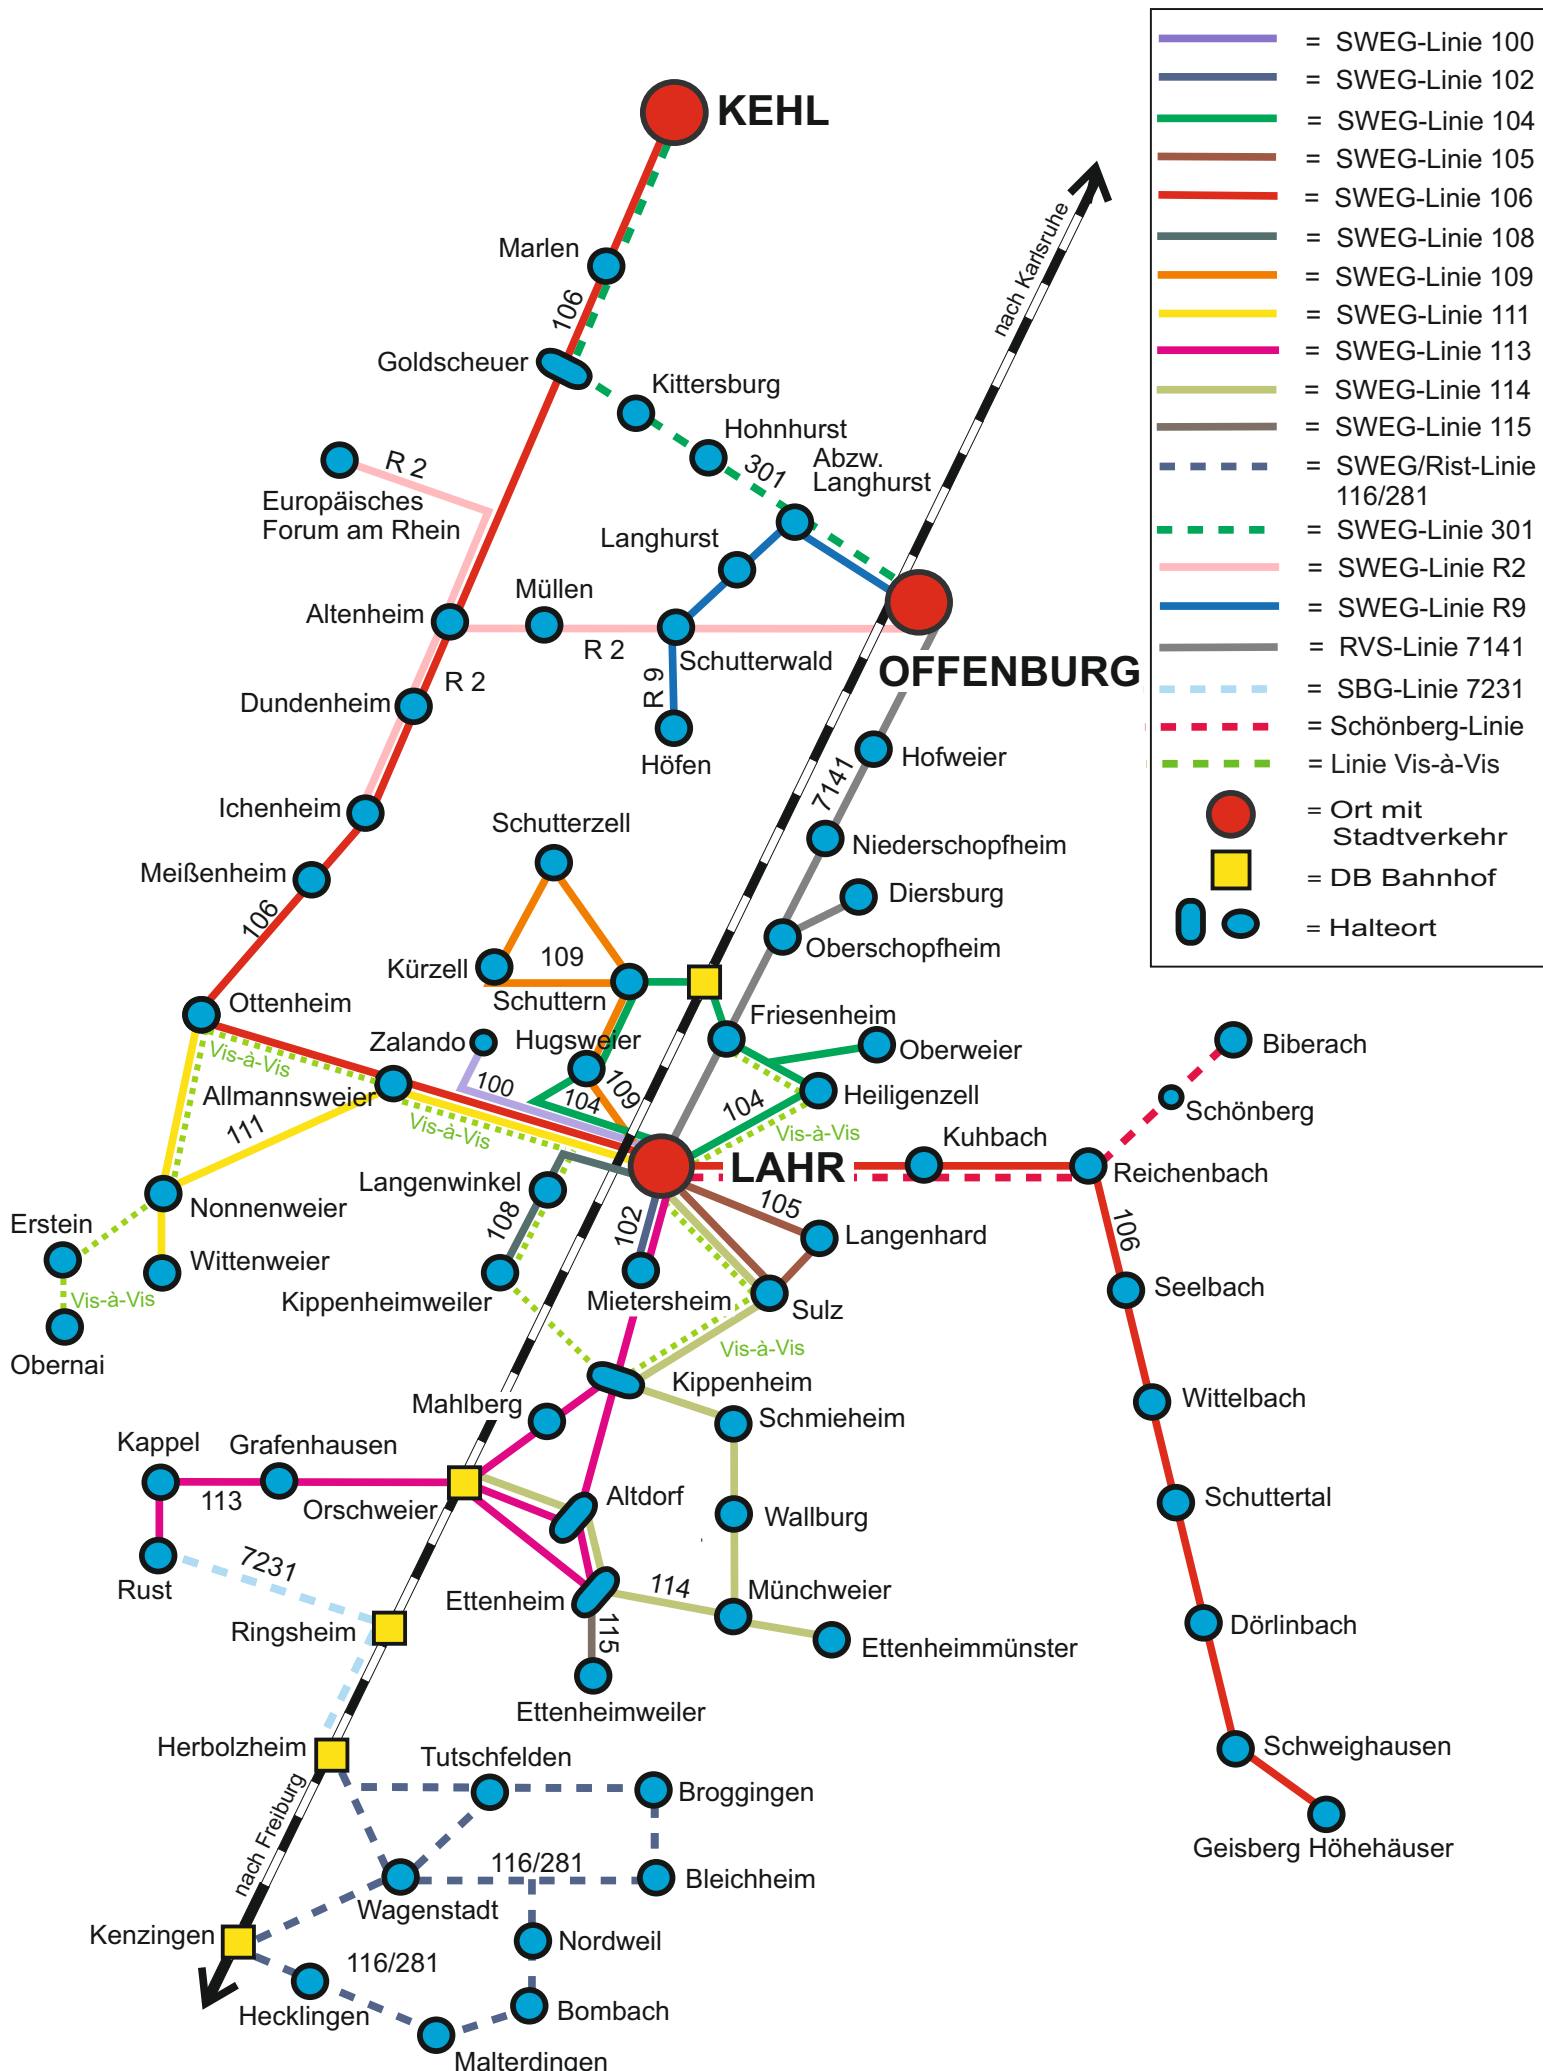 KEHL
Marlen
106
Goldscheuer
Kittersburg
Hohnhurst
301
Abzw.
Langhurst
nach Karlsruhe
R 2
Europäisches
Forum am Rhein
Langhurst
Müllen
Altenheim
R 2
Schutterwald
OFFENBURG
R 2
R 9
Dundenheim
Höfen
Hofweier
7141
Ichenheim
Schutterzell
Niederschopfheim
Meißenheim
Diersburg
106
Oberschopfheim
109
Kürzell
Schuttern
Ottenheim
Friesenheim
Zalando
Hugsweier
Oberweier
Biberach
Vis-à-Vis
100
109
104
Allmannsweier
Heiligenzell
104
Schönberg
111
Vis-à-Vis
Vis-à-Vis
Kuhbach
LAHR
Reichenbach
Langenwinkel
Nonnenweier
105
Erstein
108
102
Langenhard
106
Wittenweier
Seelbach
Vis-à-Vis
Kippenheimweiler
Mietersheim
Sulz
Obernai
Vis-à-Vis
Kippenheim
Mahlberg
Schmieheim
Wittelbach
Kappel
Grafenhausen
113
Orschweier
Altdorf
Wallburg
Schuttertal
7231
Rust
Ettenheim
114
Münchweier
Ringsheim
115
Ettenheimmünster
Dörlinbach
Ettenheimweiler
Herbolzheim
Tutschfelden
Schweighausen
nach Freiburg
Broggingen
Geisberg Höhehäuser
116/281
Bleichheim
Wagenstadt
Kenzingen
Nordweil
116/281
Hecklingen
Bombach
Malterdingen
= SWEG-Linie 100
= SWEG-Linie 102
= SWEG-Linie 104
= SWEG-Linie 105
= SWEG-Linie 106
= SWEG-Linie 108
= SWEG-Linie 109
= SWEG-Linie 111
= SWEG-Linie 113
= SWEG-Linie 114
= SWEG-Linie 115
= SWEG/Rist-Linie
116/281
= SWEG-Linie 301
= SWEG-Linie R2
= SWEG-Linie R9
= RVS-Linie 7141
= SBG-Linie 7231
= Schönberg-Linie
= Linie Vis-à-Vis
= Ort mit
Stadtverkehr
= DB Bahnhof
= Halteort